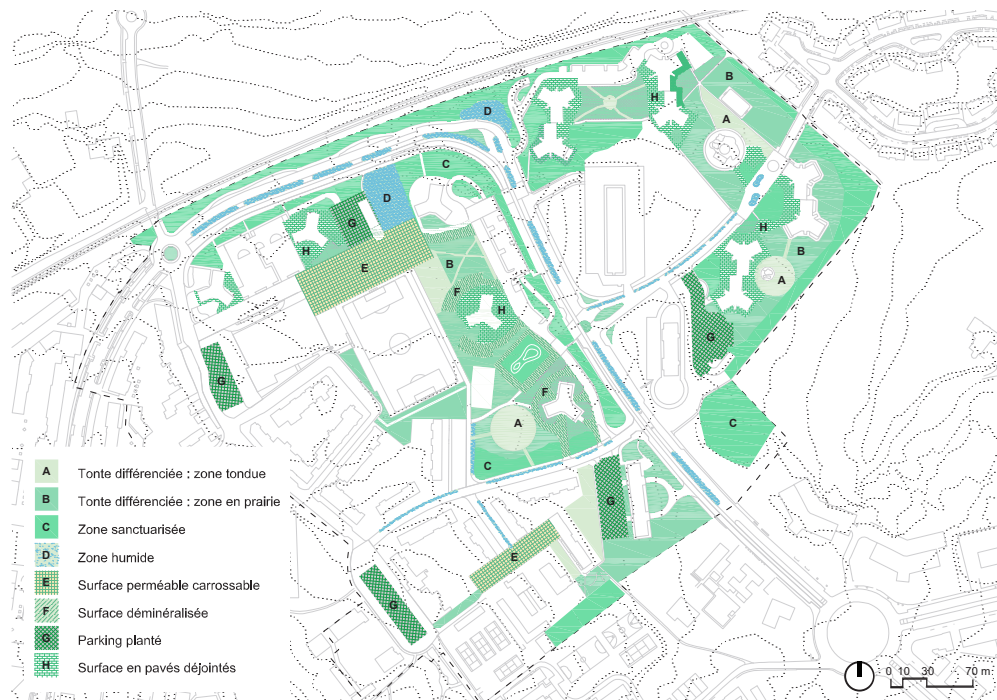 B
D
H
A
C
D
G
H
B
H
E
B
A
F
H
G
G
F
C
A
C
G
E
G
A Tonte différenciée : zone tondue
B Tonte différenciée : zone en prairie
C Zone sanctuarisée
D Zone humide
E Surface perméable carrossable
F Surface déminéralisée
G Parking planté
H Surface en pavés déjointés
0 10 30 70 m